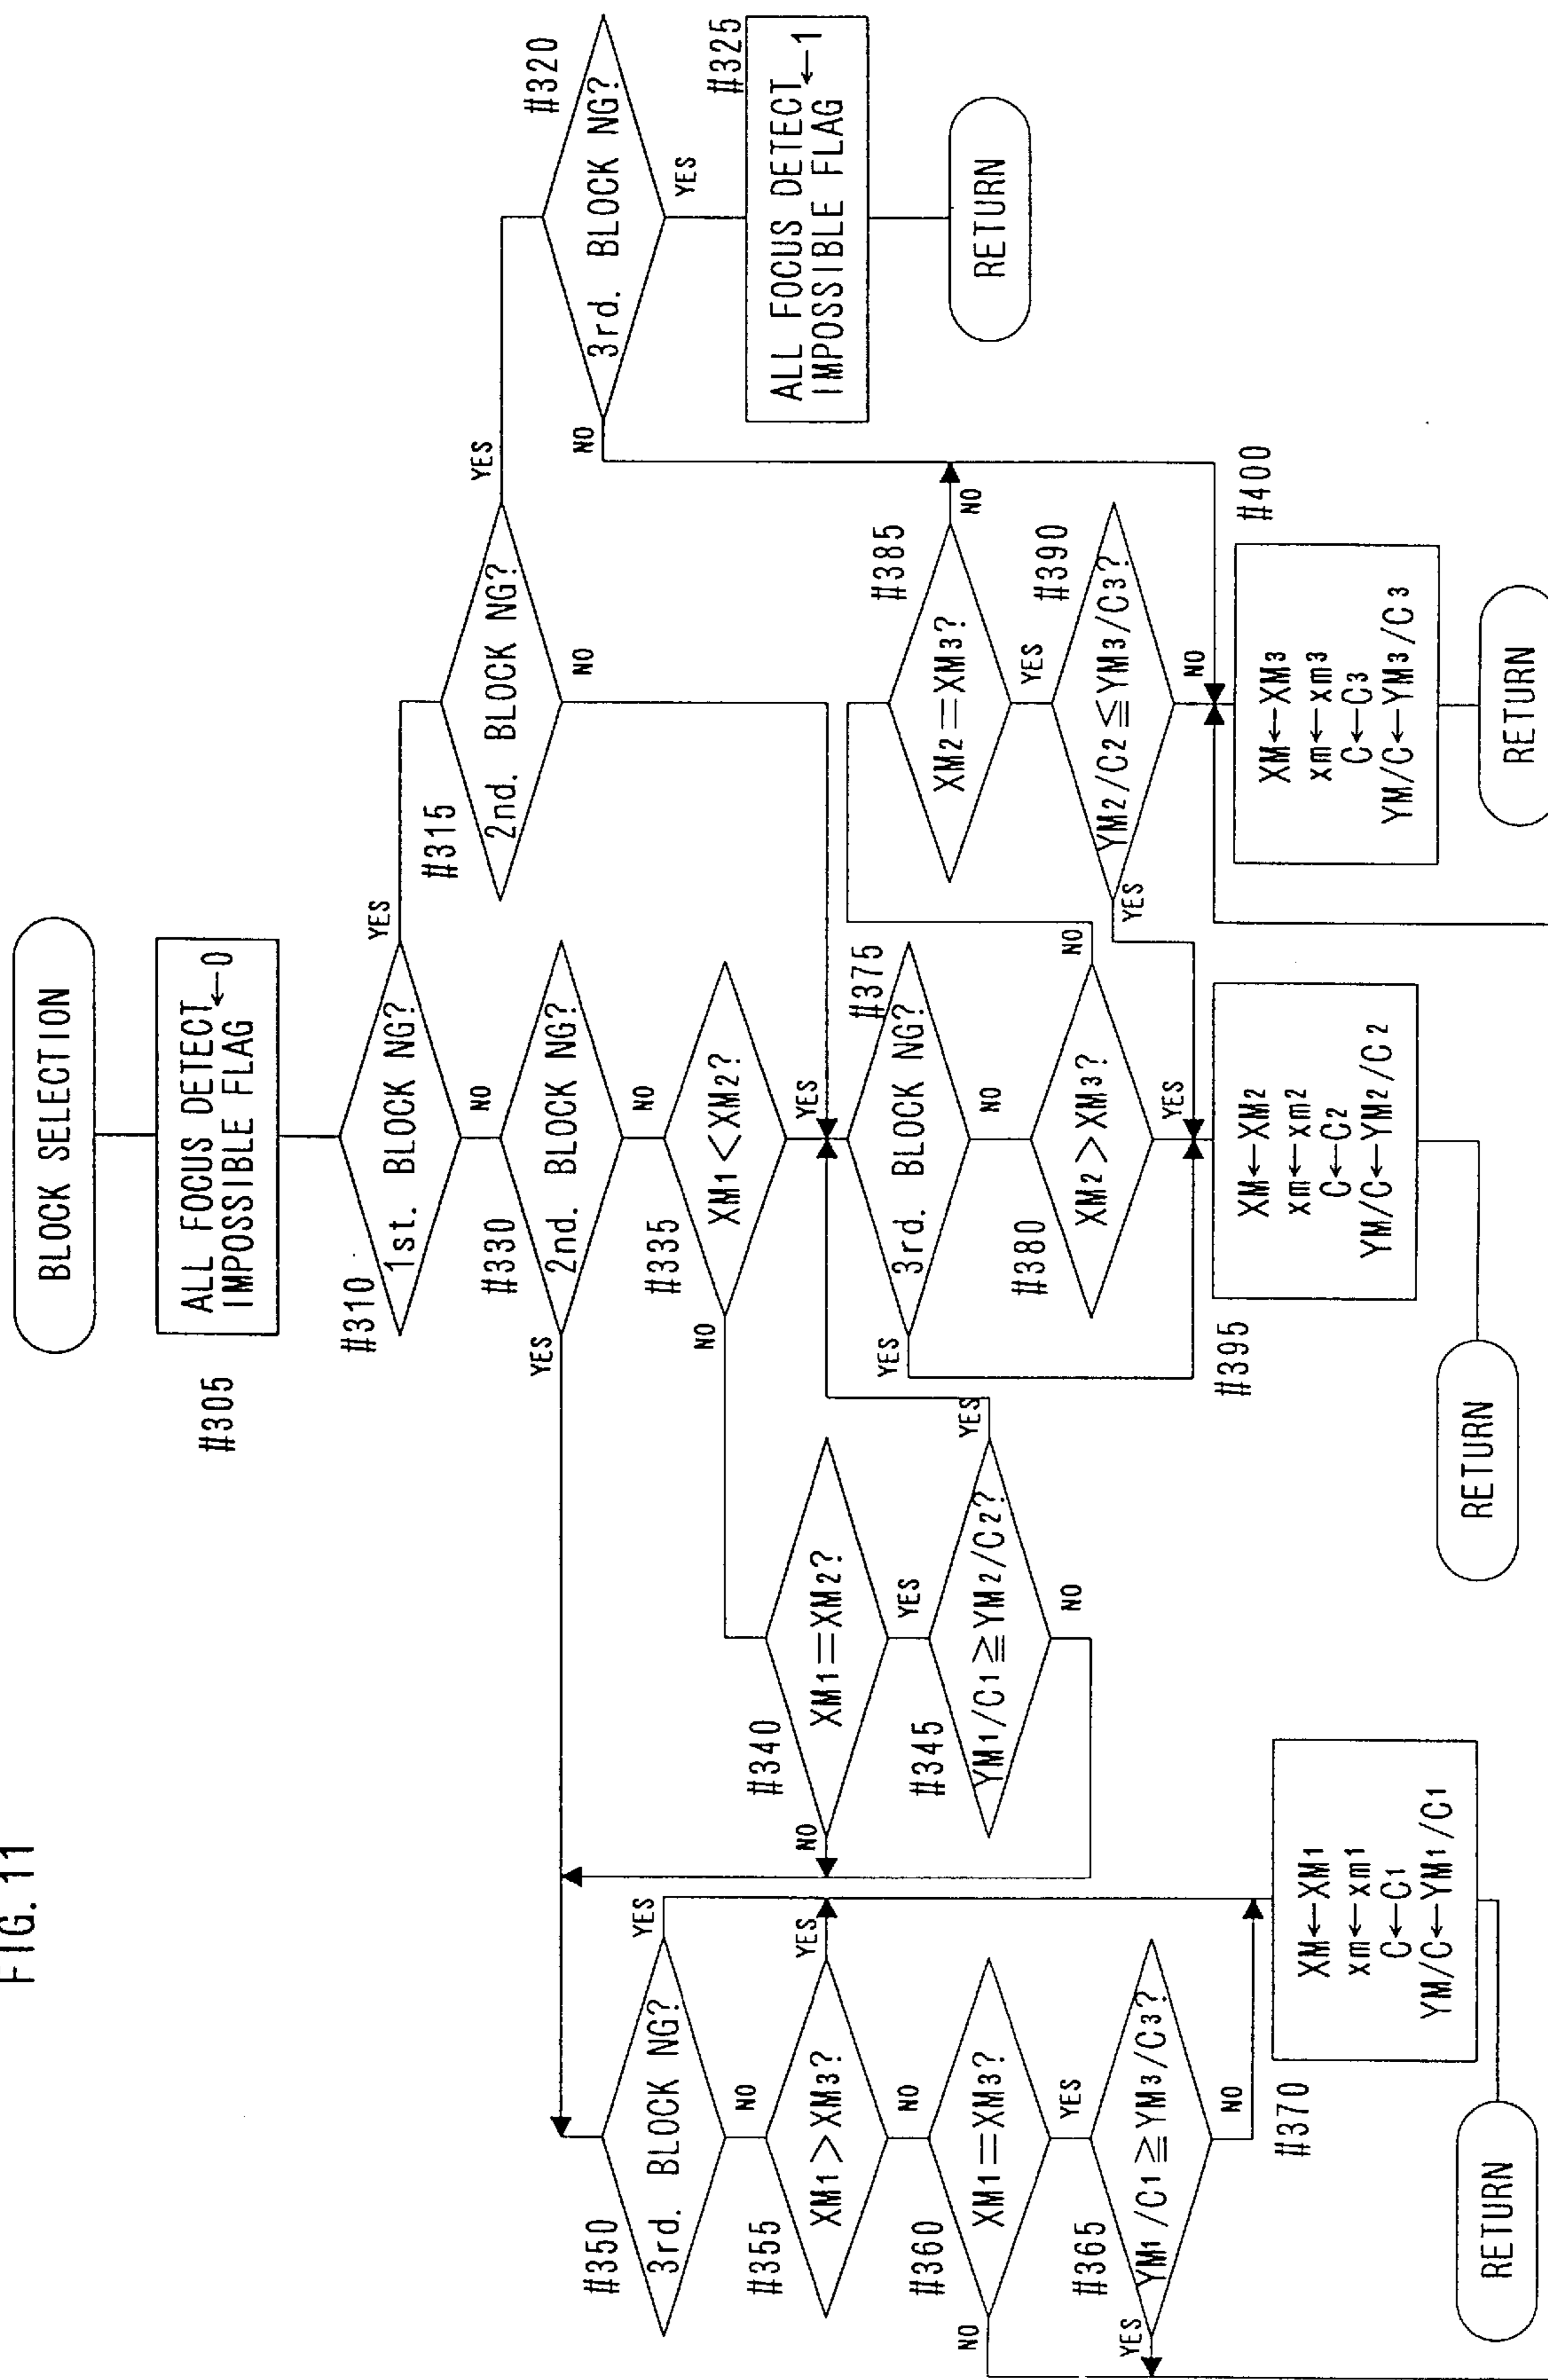 FIG. 11
BLOCK SELECTION
#305
ALL FOCUS DETECT
IMPOSSIBLE FLAG ←0
#310
1st. BLOCK NG?
YES
NO
#315
2nd. BLOCK NG?
YES
NO
#320
3rd. BLOCK NG?
NO
YES
#325
ALL FOCUS DETECT
IMPOSSIBLE FLAG ←1
RETURN
#330
2nd. BLOCK NG?
YES
NO
#335
XM1<XM2?
NO
YES
#340
XM1=XM2?
NO
YES
#345
YM1/C1≧YM2/C2?
YES
NO
#350
3rd. BLOCK NG?
YES
NO
#355
XM1>XM3?
YES
NO
#360
XM1=XM3?
NO
YES
#365
YM1/C1≧YM3/C3?
YES
NO
#370
XM←XM1
xm←xm1
C←C1
YM/C←YM1/C1
RETURN
#375
3rd. BLOCK NG?
YES
NO
#380
XM2>XM3?
NO
YES
#385
XM2=XM3?
NO
YES
#390
YM2/C2≦YM3/C3?
YES
NO
#395
XM←XM2
xm←xm2
C←C2
YM/C←YM2/C2
RETURN
#400
XM←XM3
xm←xm3
C←C3
YM/C←YM3/C3
RETURN